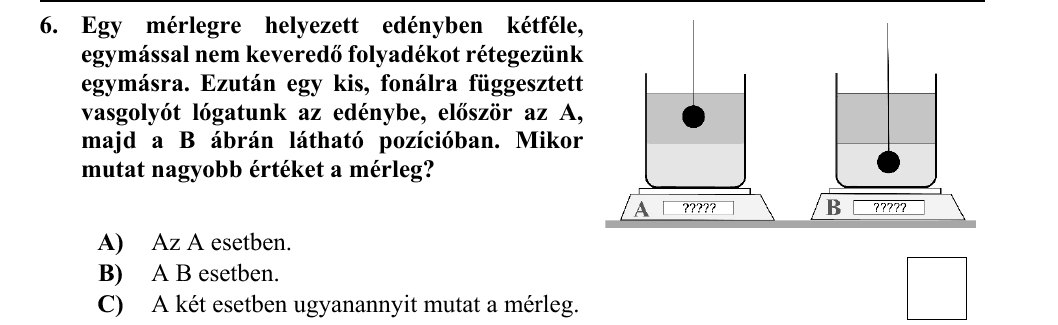 6. Egy mérlegre helyezett edényben kétféle,
egymással nem keveredő folyadékot rétegezünk
egymásra. Ezután egy kis, fonálra függesztett
vasgolyót lógatunk az edénybe, először az A,
majd a B ábrán látható pozícióban. Mikor
mutat nagyobb értéket a mérleg?
A ?????
B ?????
A) Az A esetben.
B) A B esetben.
C) A két esetben ugyanannyit mutat a mérleg.